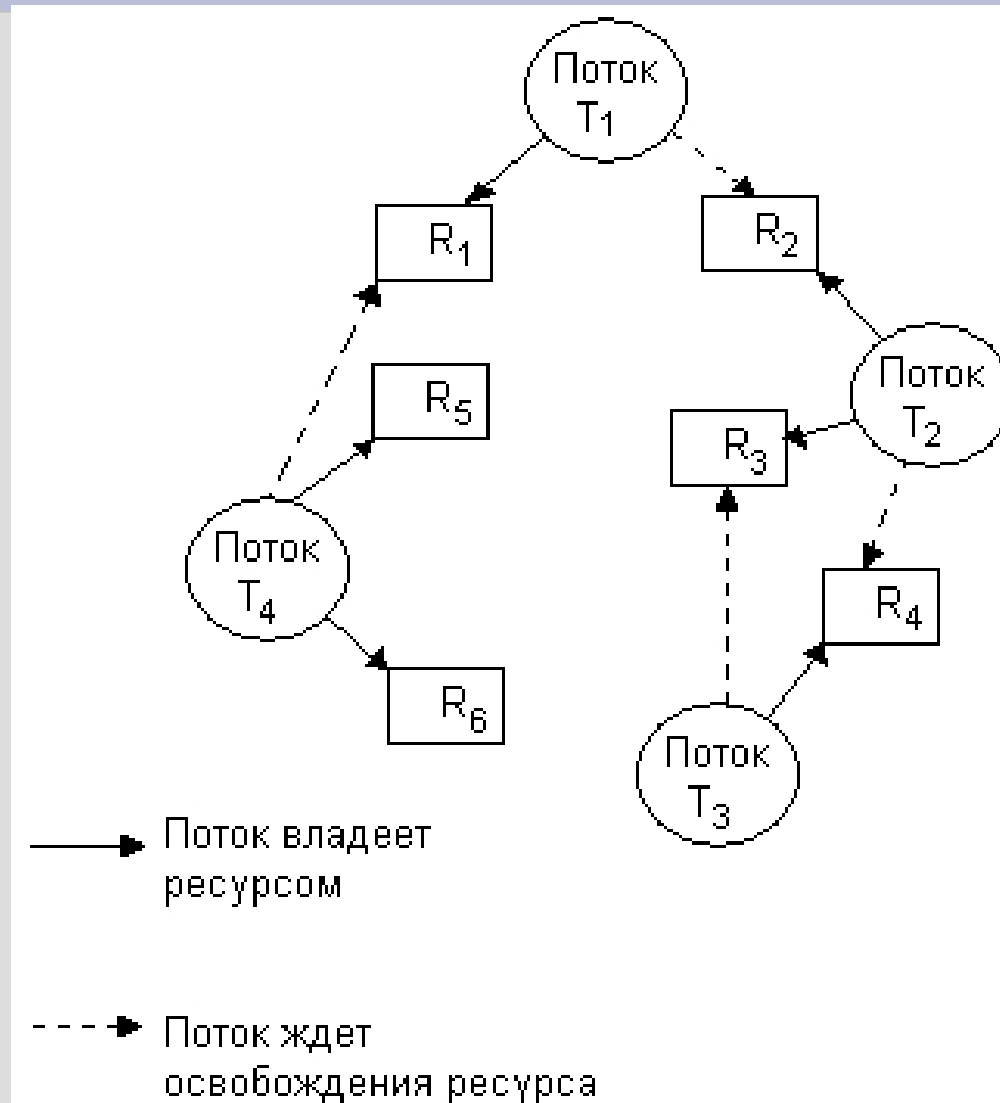 Поток
T1
R1
R2
Поток
T2
R5
R3
Поток
T4
R4
R6
Поток
T3
Поток владеет
ресурсом
Поток ждет
освобождения ресурса